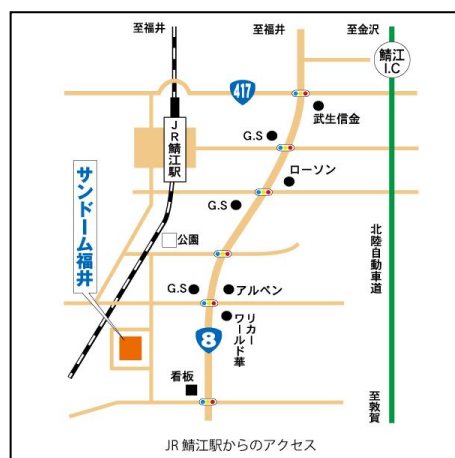 至福井
至福井
至金沢
鯖江
I.C
417
武生信金
G.S
JR鯖江駅
ローソン
サンドーム福井
G.S
公園
北陸自動車道
G.S
アルペン
リカー
ワールド華
8
看板
至敦賀
JR鯖江駅からのアクセス